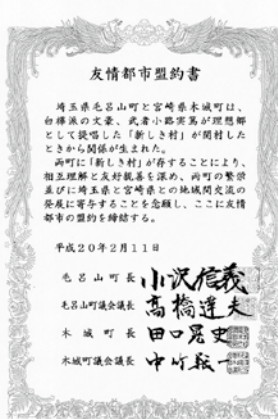 友情都市盟約書
埼玉県毛呂山町と宮崎県木城町は、
白樺派の文豪、武者小路実篤が理想郷
として提唱した「新しき村」が開村した
ときから関係が生まれた。
両町に「新しき村」が存することにより、
相互理解と友好親善を深め、両町の繁栄
並びに埼玉県と宮崎県との地域間交流の
発展に寄与することを念願し、ここに友情
都市の盟約を締結する。
平成20年2月11日
毛呂山町長 小沢信義
毛呂山町議会議長 高橋達夫
木城町長 田口晃史
木城町議会議長 中竹